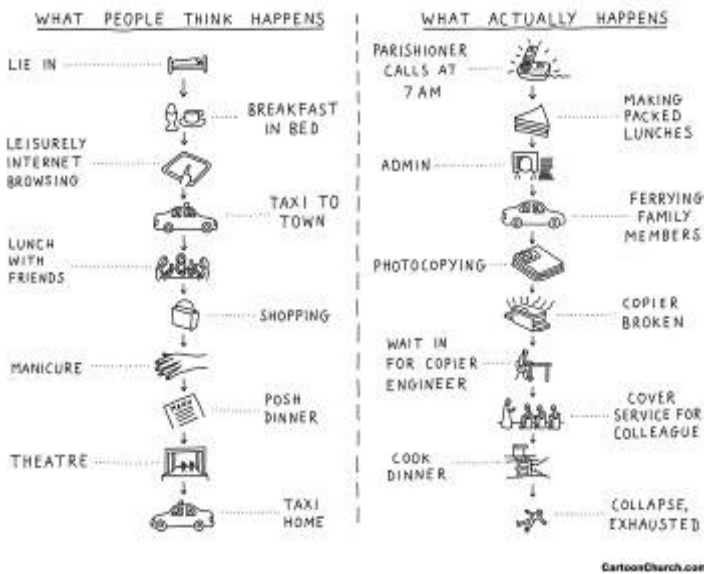 WHAT PEOPLE THINK HAPPENS
LIE IN
BREAKFAST
IN BED
LEISURELY
INTERNET
BROWSING
TAXI TO
TOWN
LUNCH
WITH
FRIENDS
SHOPPING
MANICURE
MENU
POSH
DINNER
THEATRE
TAXI
HOME
WHAT ACTUALLY HAPPENS
PARISHIONER
CALLS AT
7 AM
MAKING
PACKED
LUNCHES
ADMIN
FERRYING
FAMILY
MEMBERS
PHOTOCOPYING
COPIER
BROKEN
WAIT IN
FOR COPIER
ENGINEER
COVER
SERVICE FOR
COLLEAGUE
COOK
DINNER
COLLAPSE,
EXHAUSTED
CartoonChurch.com